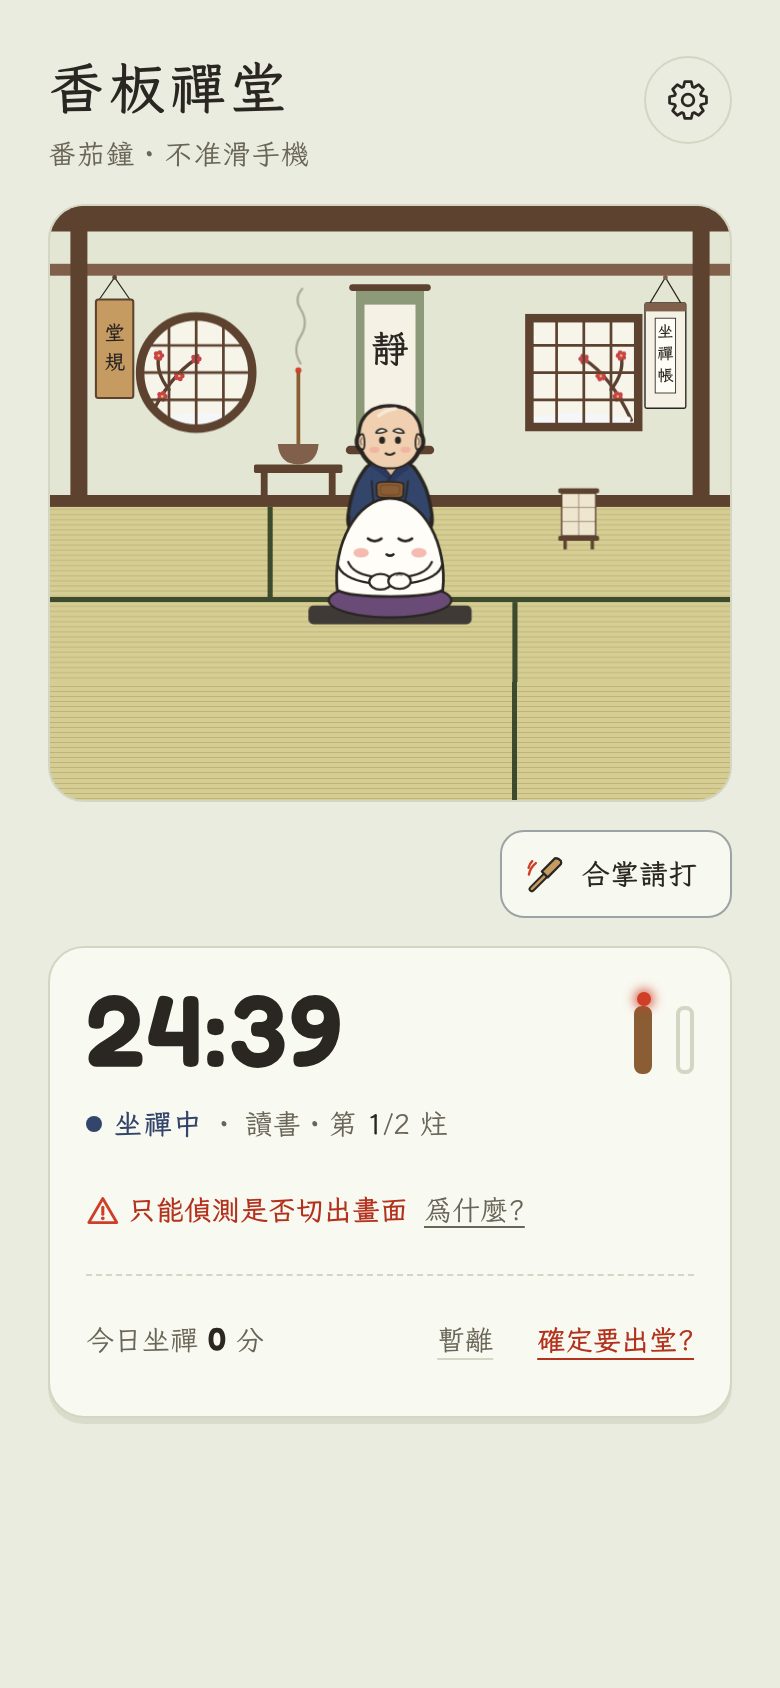 香板禪堂
番茄鐘・不准滑手機
堂規
靜
坐禪帳
合掌請打
24:39
坐禪中・讀書・第 1/2 炷
只能偵測是否切出畫面 為什麼?
今日坐禪 0 分 暫離 確定要出堂?